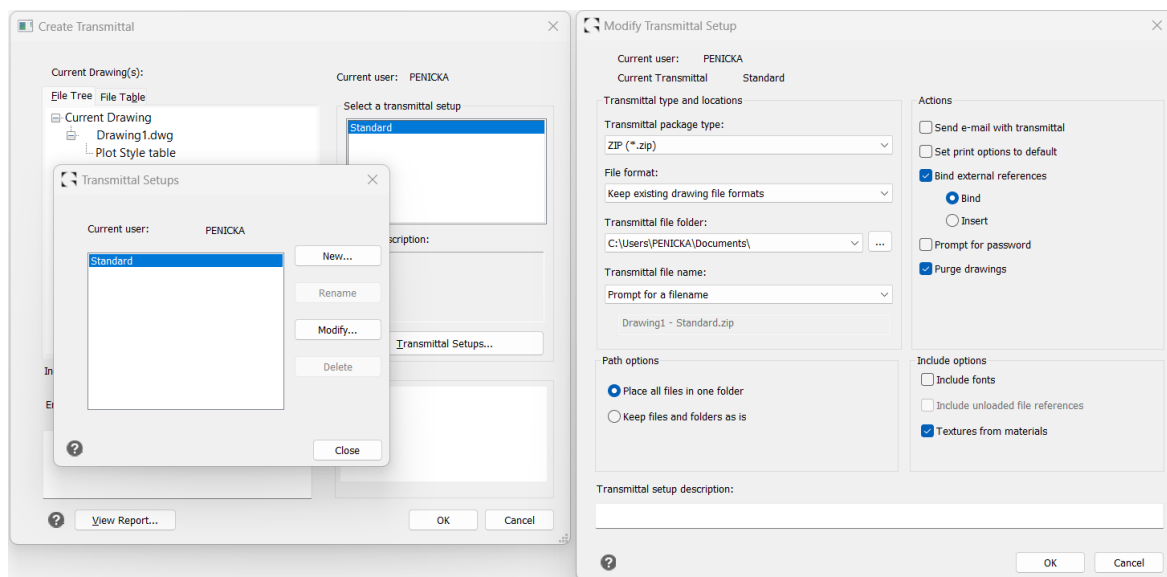 Create Transmittal
Current Drawing(s):
Current user: PENICKA
File Tree File Table
Current Drawing
Drawing1.dwg
Plot Style table
Select a transmittal setup
Standard
Transmittal Setups
Current user: PENICKA
Standard
New...
Rename
Modify...
Delete
Close
scription:
Transmittal Setups...
In
View Report...
OK Cancel
Modify Transmittal Setup
Current user: PENICKA
Current Transmittal Standard
Transmittal type and locations
Transmittal package type:
ZIP (*.zip)
File format:
Keep existing drawing file formats
Transmittal file folder:
C:\Users\PENICKA\Documents\
...
Transmittal file name:
Prompt for a filename
Drawing1 - Standard.zip
Actions
Send e-mail with transmittal
Set print options to default
Bind external references
Bind
Insert
Prompt for password
Purge drawings
Path options
Place all files in one folder
Keep files and folders as is
Include options
Include fonts
Include unloaded file references
Textures from materials
Transmittal setup description:
OK Cancel